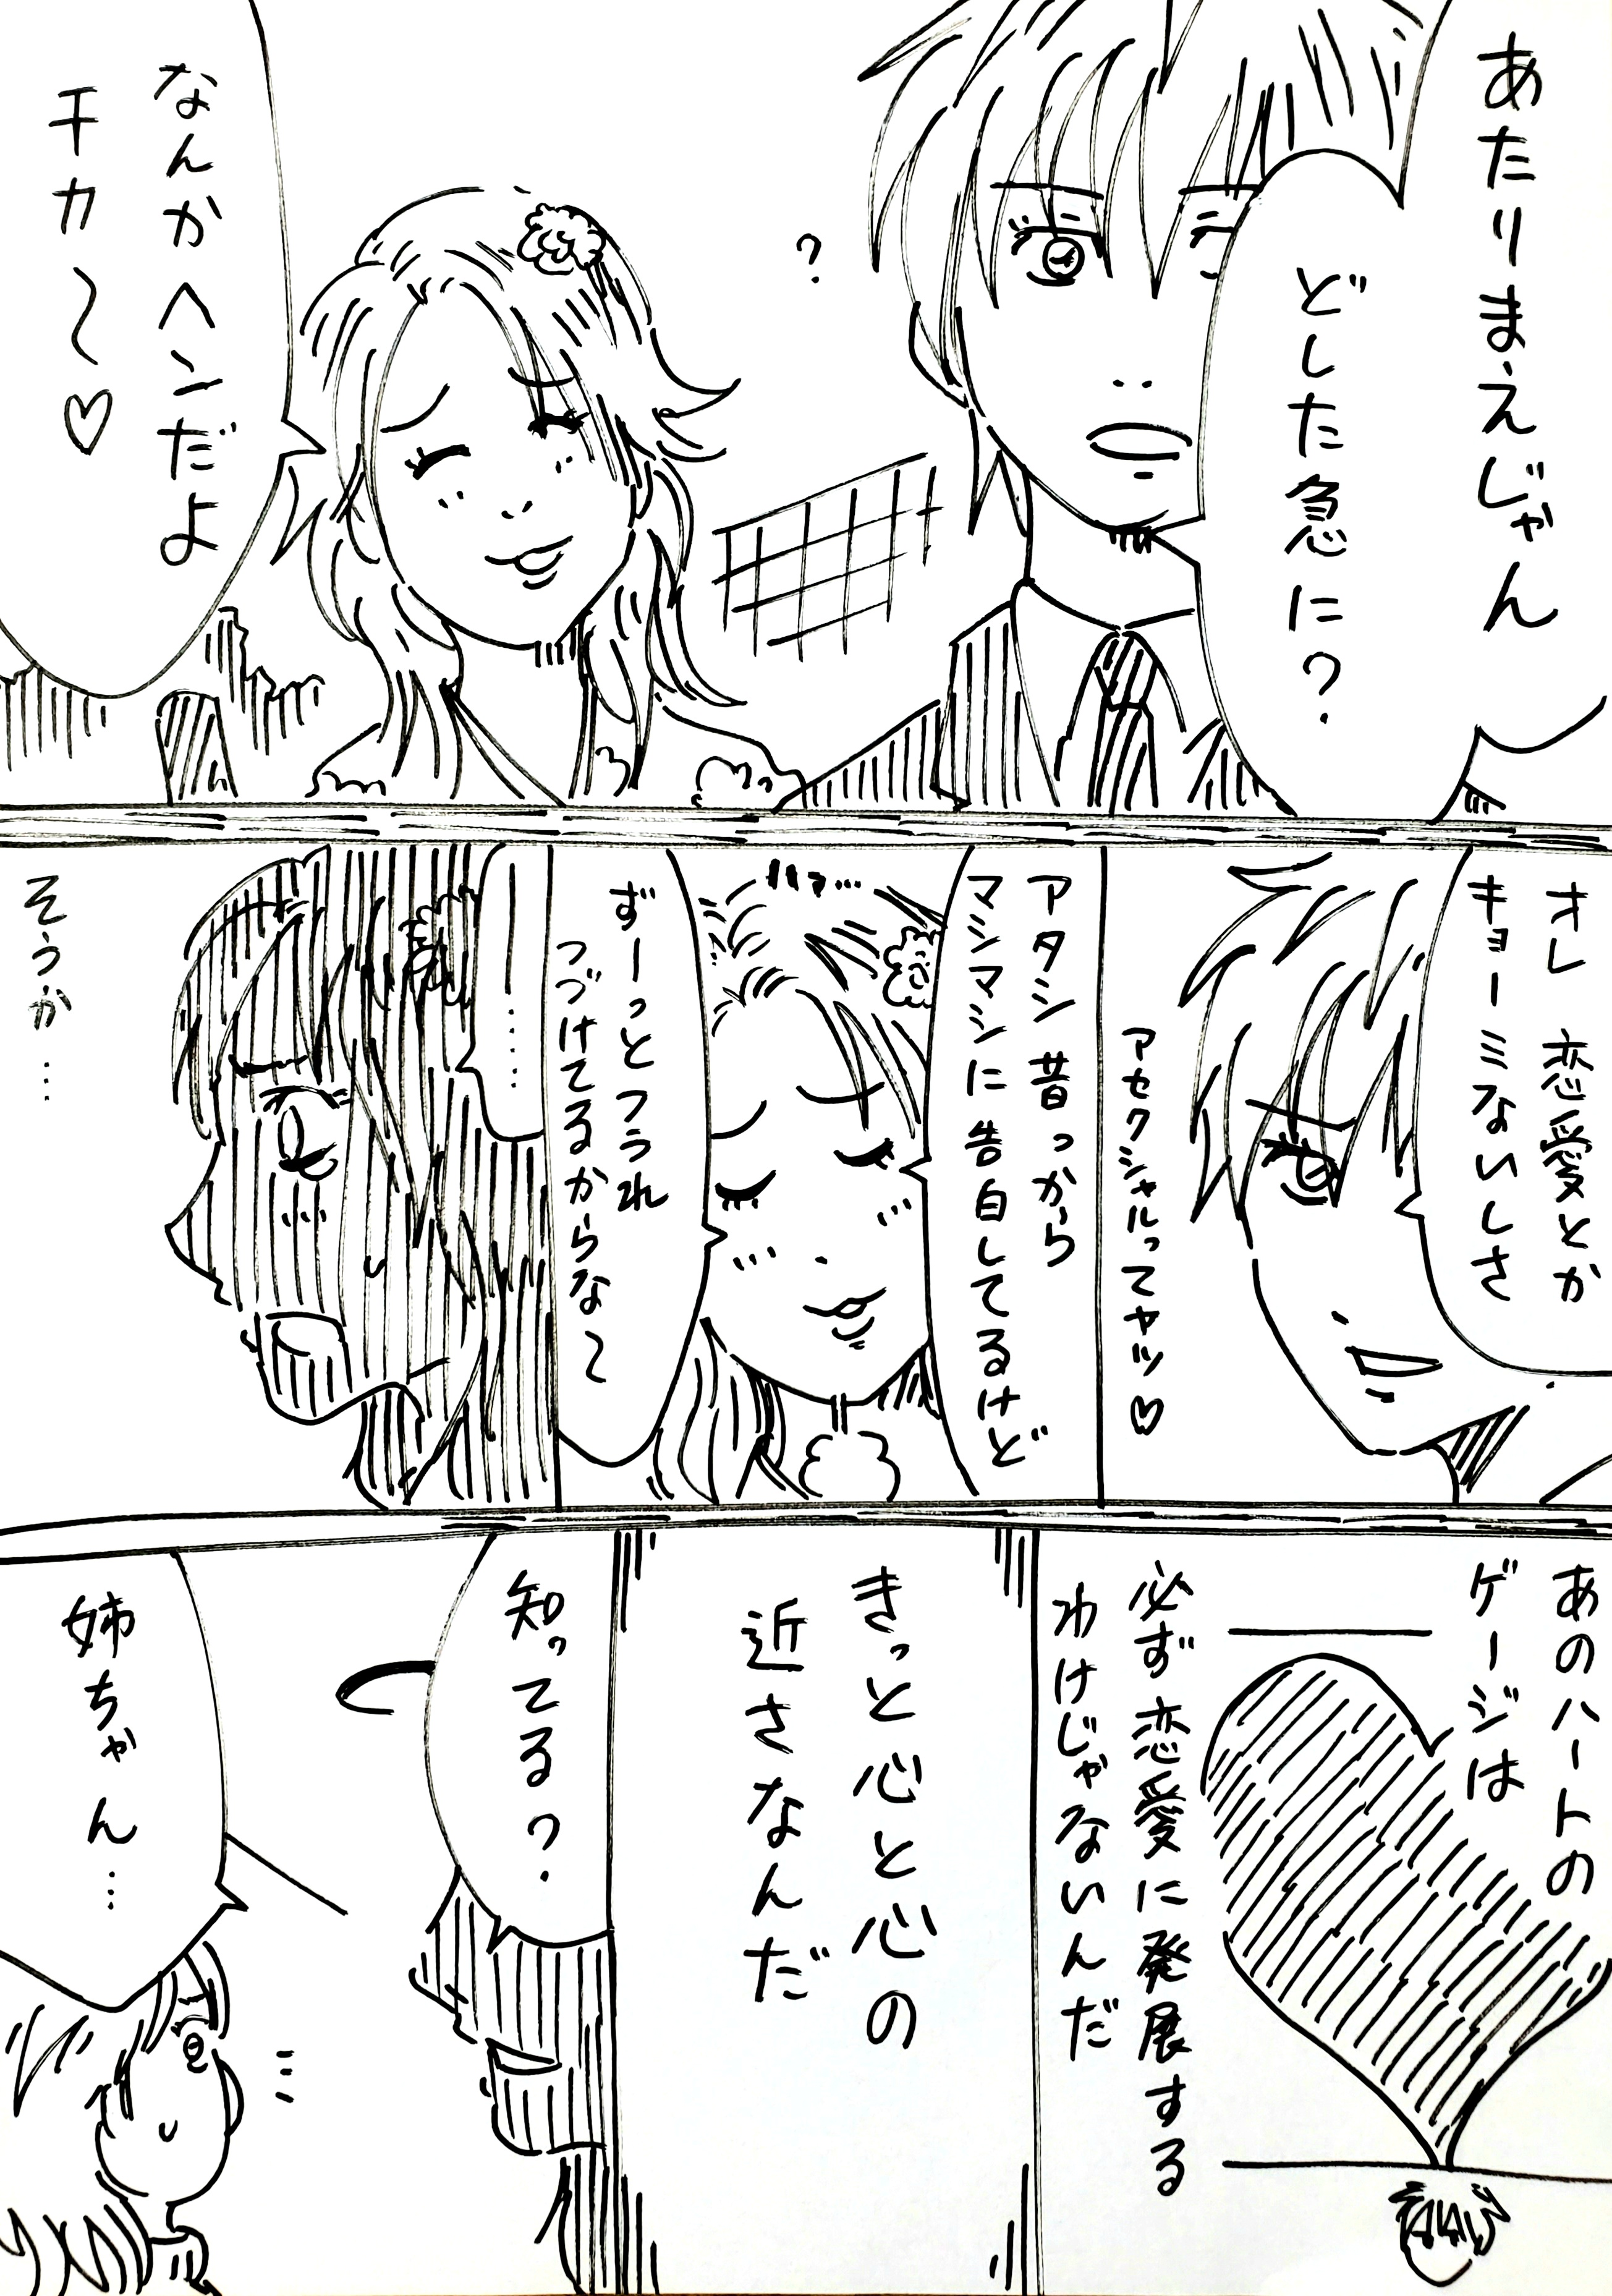 あたりまえじゃん
どした急に?
?
なんかヘンだよ
チカ〜♡
オレ 恋愛とか
キョーミないしさ
アセクシャルってヤツ♡
アタシ 昔っから
マシマシに告白してるけど
ハァ…
ずーっとフラれ
つづけてるからな〜
……
そうか…
あのハートの
ゲージは
必ず恋愛に発展する
わけじゃないんだ
きっと心と心の
近さなんだ
知ってる?
姉ちゃん…